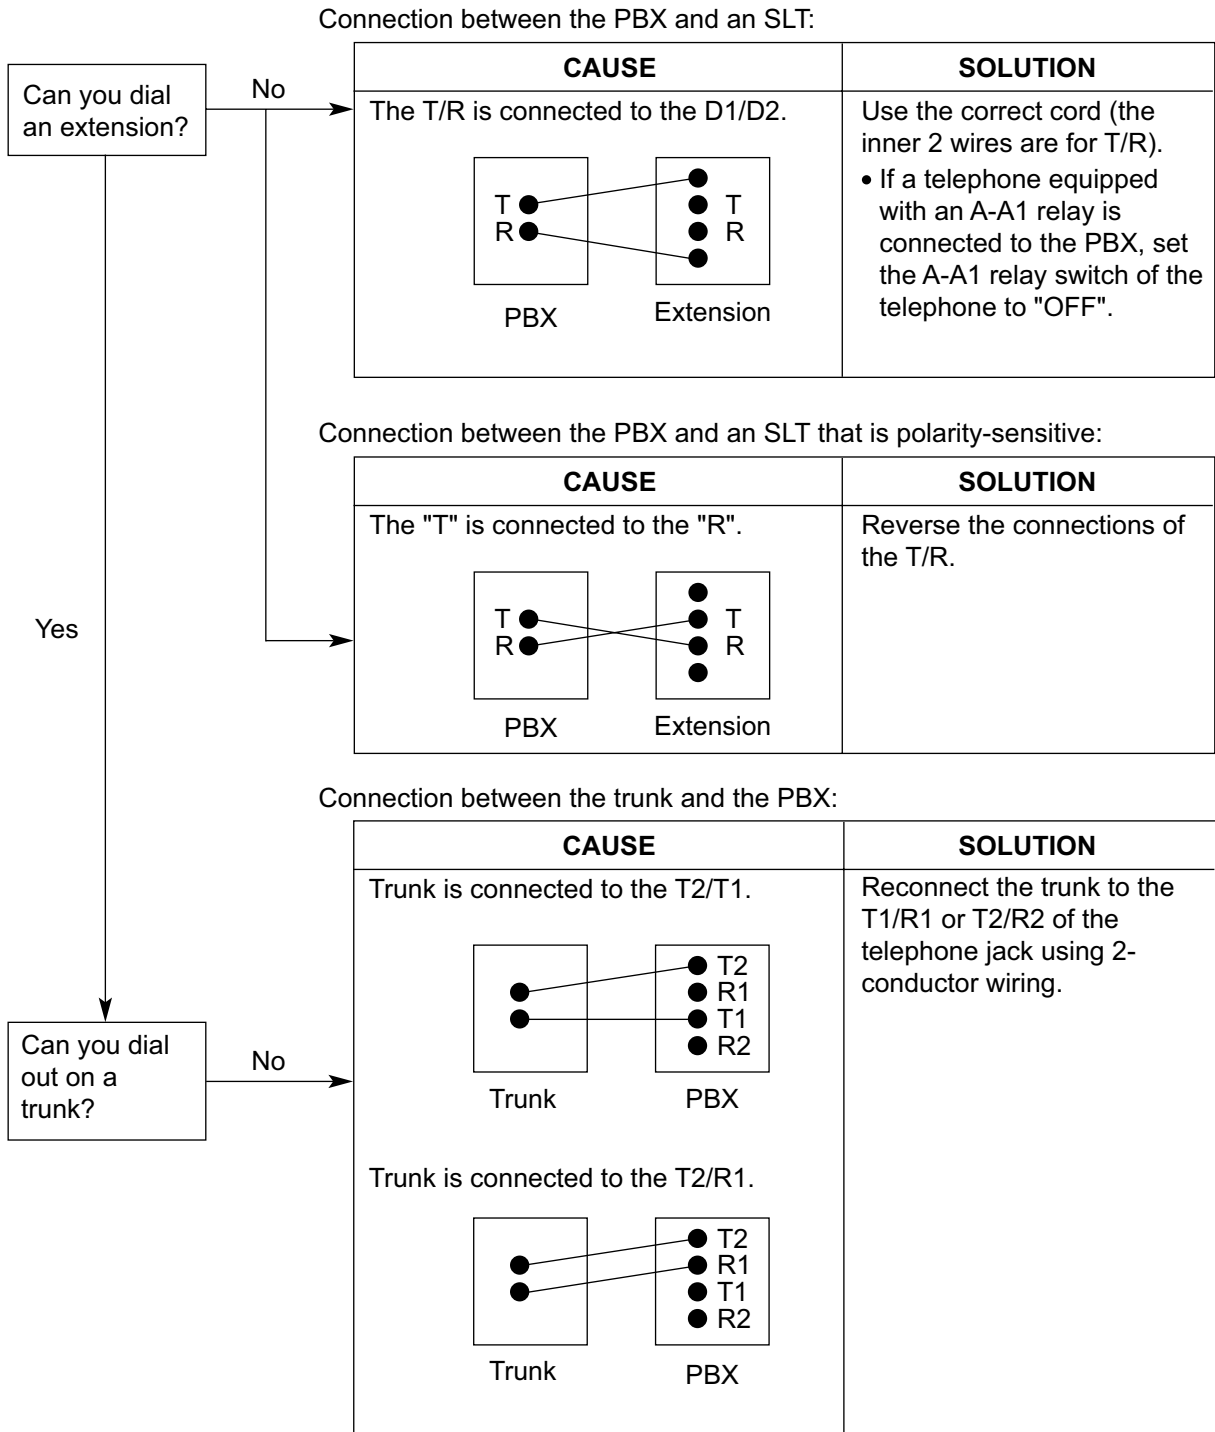 Connection between the PBX and an SLT:
Can you dial
an extension?
No
CAUSE
SOLUTION
The T/R is connected to the D1/D2.
T
R
T
R
PBX
Extension
Use the correct cord (the
inner 2 wires are for T/R).
• If a telephone equipped
with an A-A1 relay is
connected to the PBX, set
the A-A1 relay switch of the
telephone to "OFF".
Connection between the PBX and an SLT that is polarity-sensitive:
CAUSE
SOLUTION
The "T" is connected to the "R".
T
R
T
R
PBX
Extension
Reverse the connections of
the T/R.
Yes
Connection between the trunk and the PBX:
Can you dial
out on a
trunk?
No
CAUSE
SOLUTION
Trunk is connected to the T2/T1.
T2
R1
T1
R2
Trunk
PBX
Trunk is connected to the T2/R1.
T2
R1
T1
R2
Trunk
PBX
Reconnect the trunk to the
T1/R1 or T2/R2 of the
telephone jack using 2-
conductor wiring.